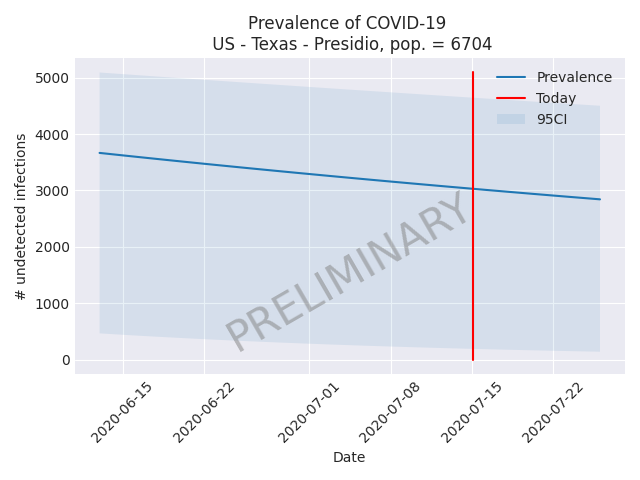 Prevalence of COVID-19
US - Texas - Presidio, pop. = 6704
Prevalence
Today
95CI
# undetected infections
5000
4000
3000
2000
1000
0
PRELIMINARY
2020-06-15
2020-06-22
2020-07-01
2020-07-08
2020-07-15
2020-07-22
Date